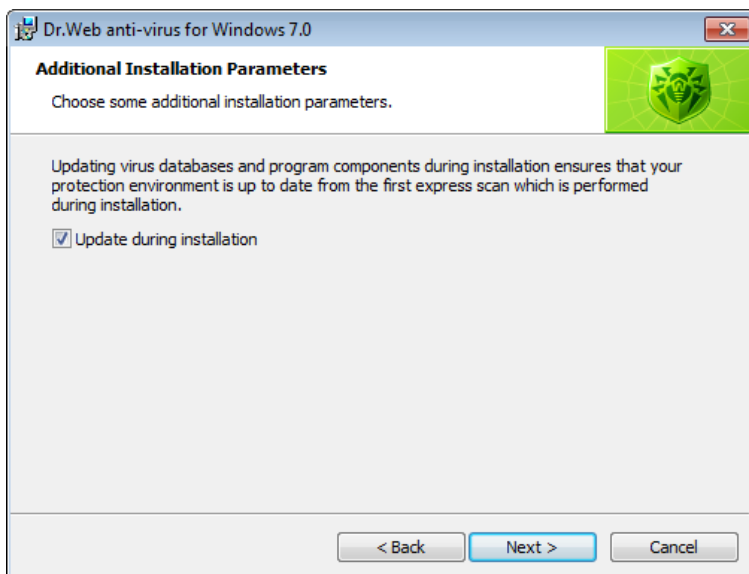 Dr.Web anti-virus for Windows 7.0
Additional Installation Parameters
Choose some additional installation parameters.
Updating virus databases and program components during installation ensures that your
protection environment is up to date from the first express scan which is performed
during installation.
Update during installation
< Back
Next >
Cancel